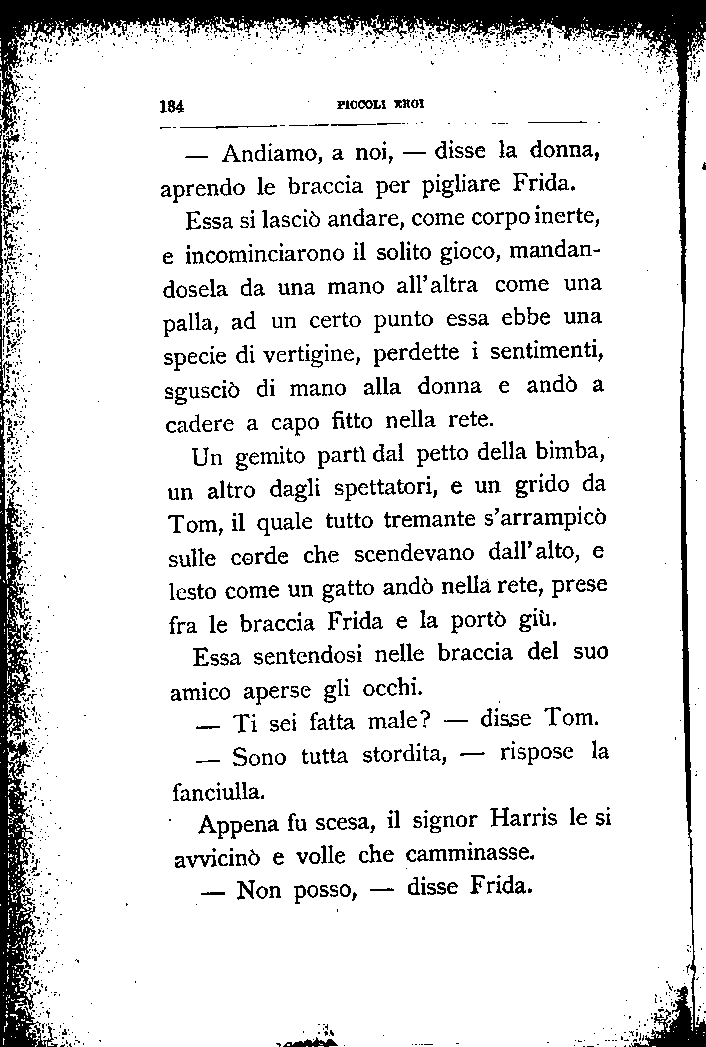 184 PICCOLI EROI
— Andiamo, a noi, — disse la donna,
aprendo le braccia per pigliare Frida.
Essa si lasciò andare, come corpo inerte,
e incominciarono il solito gioco, mandan-
dosela da una mano all'altra come una
palla, ad un certo punto essa ebbe una
specie di vertigine, perdette i sentimenti,
sgusciò di mano alla donna e andò a
cadere a capo fitto nella rete.
Un gemito partì dal petto della bimba,
un altro dagli spettatori, e un grido da
Tom, il quale tutto tremante s'arrampicò
sulle corde che scendevano dall'alto, e
lesto come un gatto andò nella rete, prese
fra le braccia Frida e la portò giù.
Essa sentendosi nelle braccia del suo
amico aperse gli occhi.
— Ti sei fatta male? — disse Tom.
— Sono tutta stordita, — rispose la
fanciulla.
Appena fu scesa, il signor Harris le si
avvicinò e volle che camminasse.
— Non posso, — disse Frida.